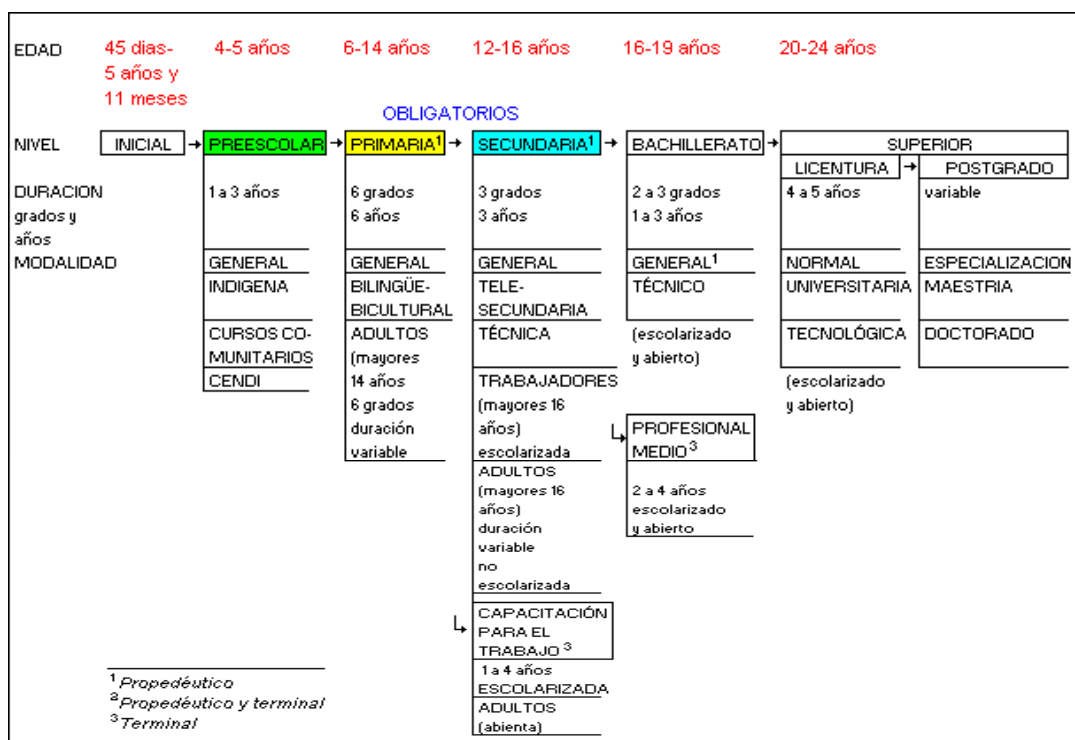 EDAD 45 dias- 4-5 años 6-14 años 12-16 años 16-19 años 20-24 años
5 años y
11 meses
OBLIGATORIOS
NIVEL INICIAL → PREESCOLAR → PRIMARIA¹ → SECUNDARIA¹ → BACHILLERATO → SUPERIOR
LICENTURA → POSTGRADO
DURACION 1 a 3 años 6 grados 3 grados 2 a 3 grados 4 a 5 años variable
grados y 6 años 3 años 1 a 3 años
años
MODALIDAD GENERAL GENERAL GENERAL GENERAL¹ NORMAL ESPECIALIZACION
INDIGENA BILINGÜE- TELE- TÉCNICO UNIVERSITARIA MAESTRIA
BICULTURAL SECUNDARIA
CURSOS CO- ADULTOS TÉCNICA (escolarizado TECNOLÓGICA DOCTORADO
MUNITARIOS (mayores y abierto)
CENDI 14 años TRABAJADORES (escolarizado
6 grados (mayores 16 y abierto)
duración años) PROFESIONAL
variable escolarizada MEDIO³
ADULTOS
(mayores 16 2 a 4 años
años) escolarizado
duración y abierto
variable
no
escolarizada
CAPACITACIÓN
PARA EL
TRABAJO ³
1 a 4 años
ESCOLARIZADA
ADULTOS
(abienta)
¹ Propedéutico
² Propedéutico y terminal
³ Terminal